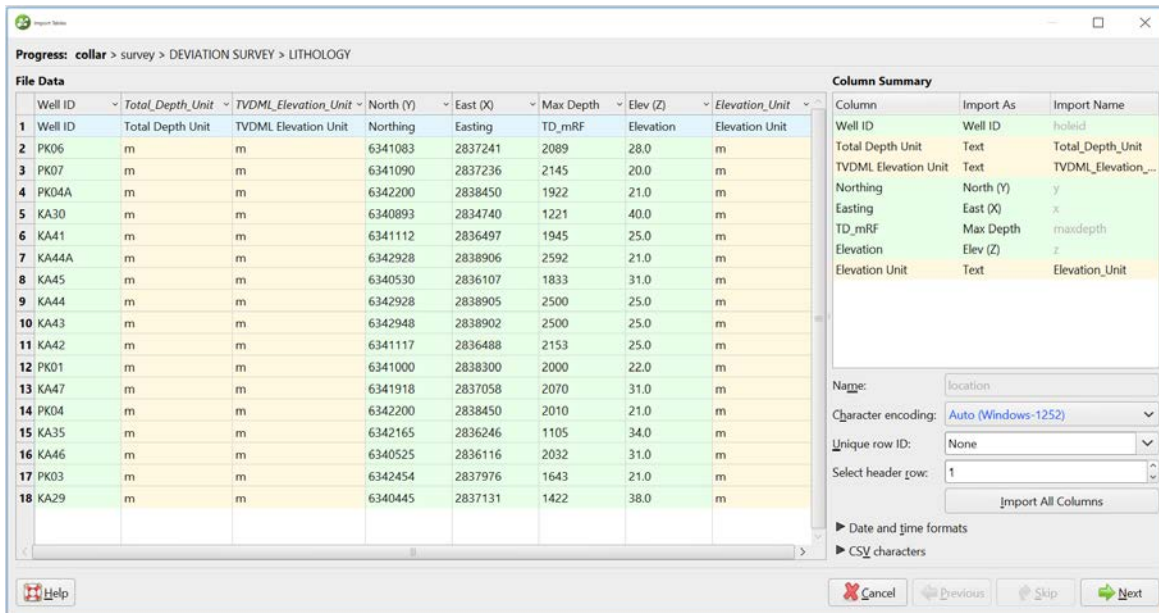 Import Tables
Progress: collar > survey > DEVIATION SURVEY > LITHOLOGY
File Data
Well ID Total_Depth_Unit TVDML_Elevation_Unit North (Y) East (X) Max Depth Elev (Z) Elevation_Unit
1 Well ID Total Depth Unit TVDML Elevation Unit Northing Easting TD_mRF Elevation Elevation Unit
2 PK06 m m 6341083 2837241 2089 28.0 m
3 PK07 m m 6341090 2837236 2145 20.0 m
4 PK04A m m 6342200 2838450 1922 21.0 m
5 KA30 m m 6340893 2834740 1221 40.0 m
6 KA41 m m 6341112 2836497 1945 25.0 m
7 KA44A m m 6342928 2838906 2592 21.0 m
8 KA45 m m 6340530 2836107 1833 31.0 m
9 KA44 m m 6342928 2838905 2500 25.0 m
10 KA43 m m 6342948 2838902 2500 25.0 m
11 KA42 m m 6341117 2836488 2153 25.0 m
12 PK01 m m 6341000 2838300 2000 22.0 m
13 KA47 m m 6341918 2837058 2070 31.0 m
14 PK04 m m 6342200 2838450 2010 21.0 m
15 KA35 m m 6342165 2836246 1105 34.0 m
16 KA46 m m 6340525 2836116 2032 31.0 m
17 PK03 m m 6342454 2837976 1643 21.0 m
18 KA29 m m 6340445 2837131 1422 38.0 m
Column Summary
Column Import As Import Name
Well ID Well ID holeid
Total Depth Unit Text Total_Depth_Unit
TVDML Elevation Unit Text TVDML_Elevation_...
Northing North (Y) y
Easting East (X) x
TD_mRF Max Depth maxdepth
Elevation Elev (Z) z
Elevation Unit Text Elevation_Unit
Name: location
Character encoding: Auto (Windows-1252)
Unique row ID: None
Select header row: 1
Import All Columns
Date and time formats
CSV characters
Help Cancel Previous Skip Next